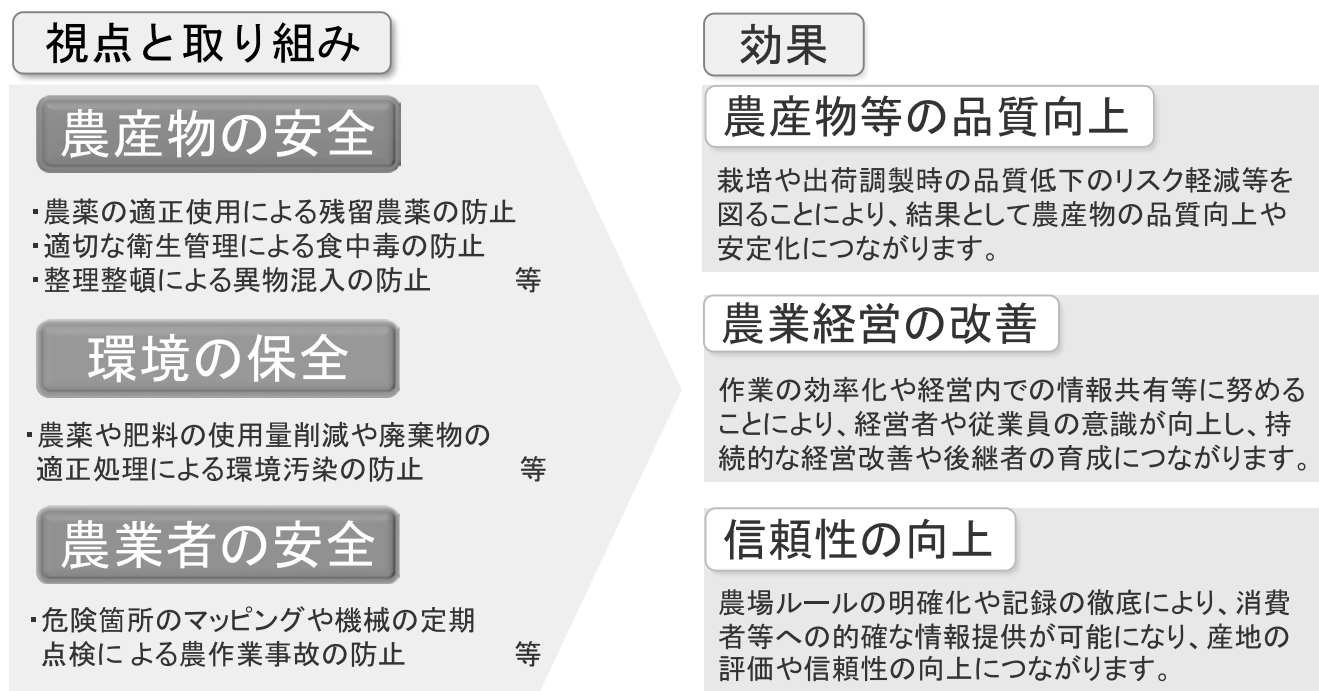 視点と取り組み
農産物の安全
・農薬の適正使用による残留農薬の防止
・適切な衛生管理による食中毒の防止
・整理整頓による異物混入の防止 等
環境の保全
・農薬や肥料の使用量削減や廃棄物の
適正処理による環境汚染の防止 等
農業者の安全
・危険箇所のマッピングや機械の定期
点検に よる農作業事故の防止 等
効果
農産物等の品質向上
栽培や出荷調製時の品質低下のリスク軽減等を
図ることにより、結果として農産物の品質向上や
安定化につながります。
農業経営の改善
作業の効率化や経営内での情報共有等に努める
ことにより、経営者や従業員の意識が向上し、持
続的な経営改善や後継者の育成につながります。
信頼性の向上
農場ルールの明確化や記録の徹底により、消費
者等への的確な情報提供が可能になり、産地の
評価や信頼性の向上につながります。